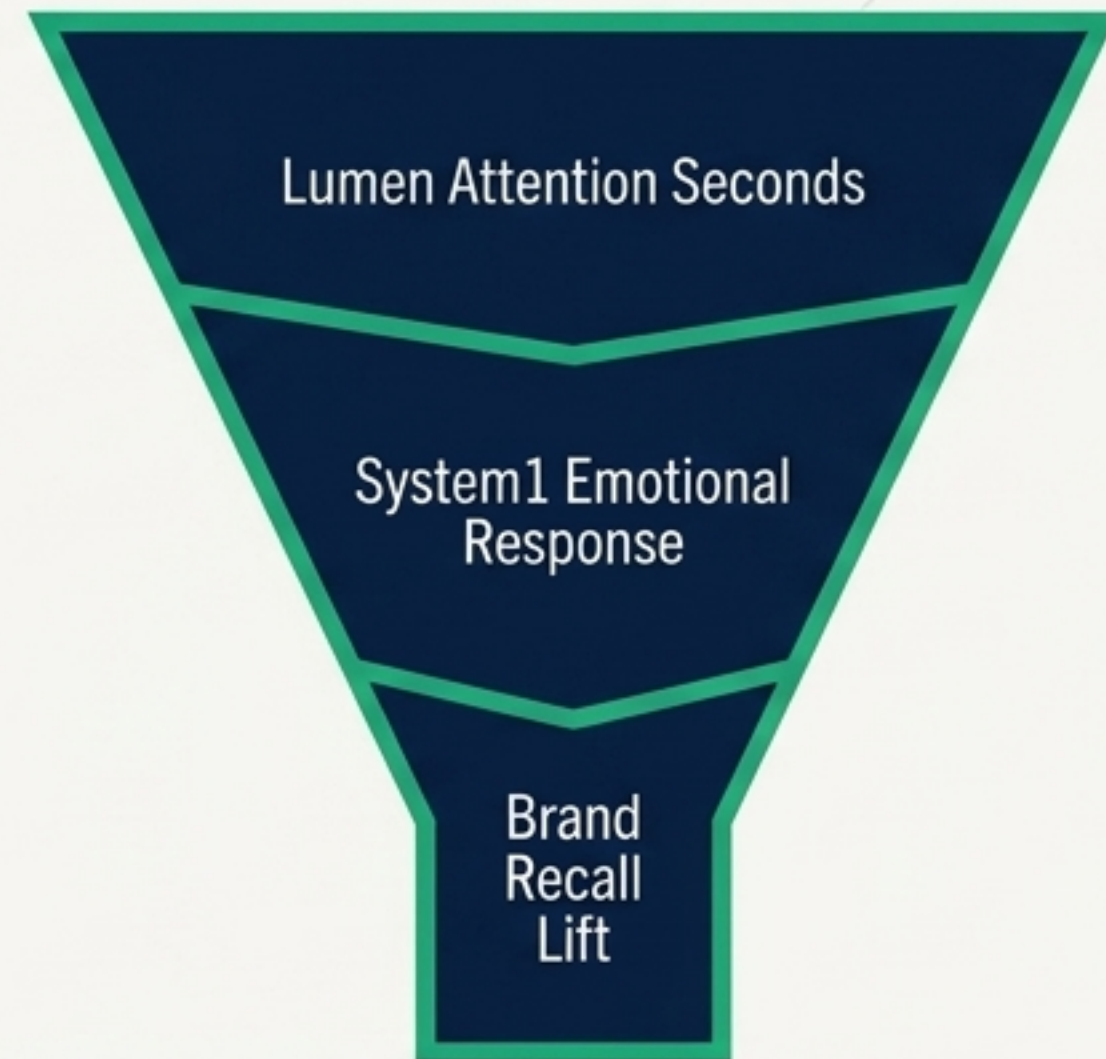 Lumen Attention Seconds
System1 Emotional
Response
Brand
Recall
Lift